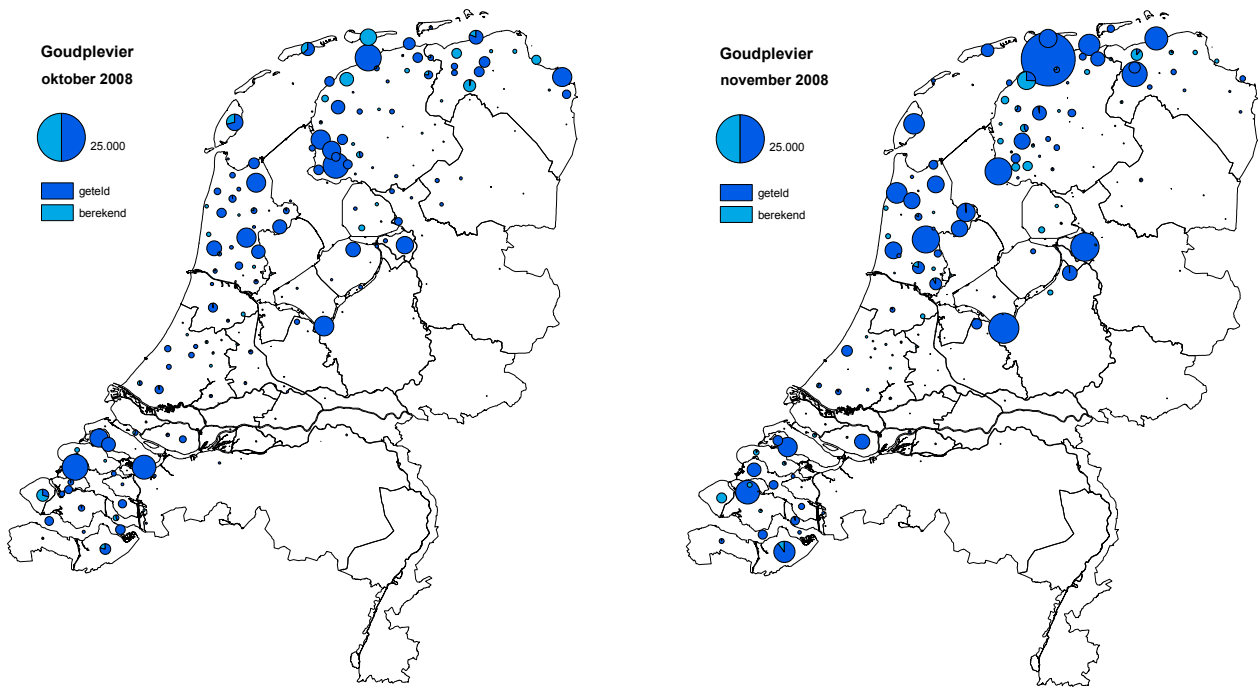 Goudplevier
oktober 2008
25.000
geteld
berekend
Goudplevier
november 2008
25.000
geteld
berekend